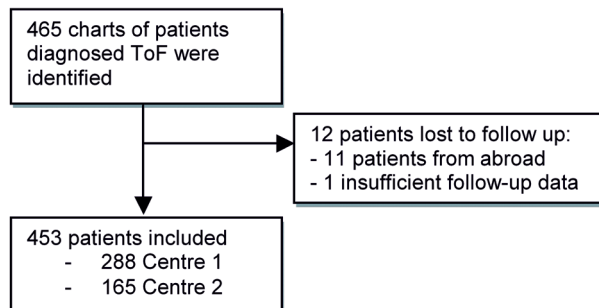 465 charts of patients
diagnosed ToF were
identified
12 patients lost to follow up:
- 11 patients from abroad
- 1 insufficient follow-up data
453 patients included
- 288 Centre 1
- 165 Centre 2